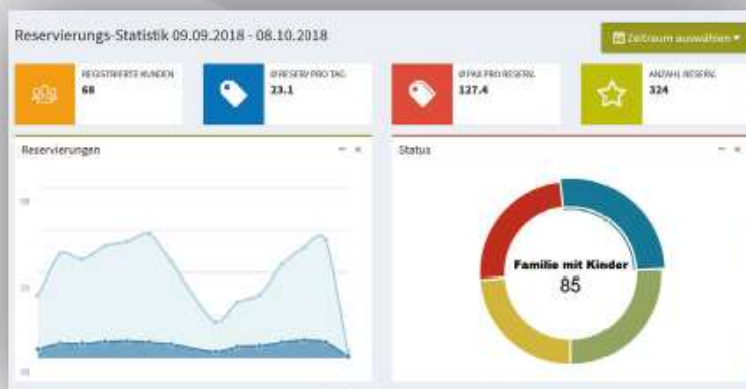 Reservierungs-Statistik 09.09.2018 - 08.10.2018
Zeitraum auswählen
REGISTRIERTE KUNDEN
68
Ø RESERV PRO TAG
23.1
Ø PAX PRO RESERV.
127.4
ANZAHL RESERV.
324
Reservierungen
Status
Familie mit Kinder
85